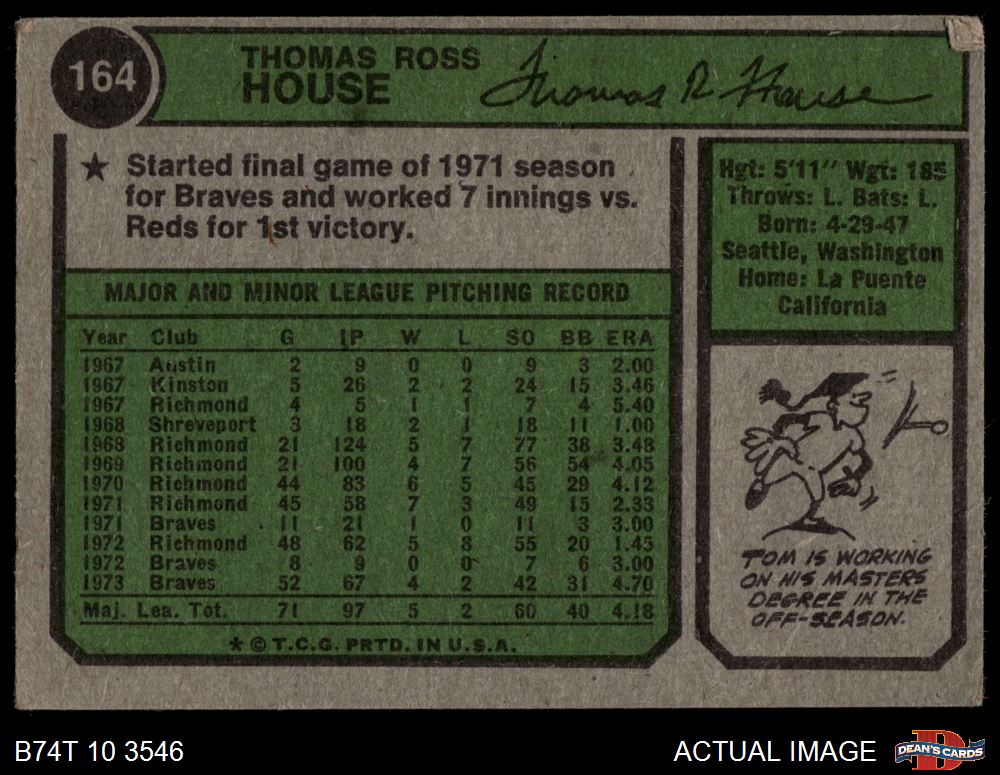 164
THOMAS ROSS
HOUSE
Thomas R House
★ Started final game of 1971 season
for Braves and worked 7 innings vs.
Reds for 1st victory.
MAJOR AND MINOR LEAGUE PITCHING RECORD
Year Club G IP W L SO BB ERA
1967 Austin 2 9 0 0 9 3 2.00
1967 Kinston 5 26 2 2 24 15 3.46
1967 Richmond 4 5 1 1 7 4 5.40
1968 Shreveport 3 18 2 1 18 11 1.00
1968 Richmond 21 124 5 7 77 38 3.48
1969 Richmond 21 100 4 7 56 54 4.05
1970 Richmond 44 83 6 5 45 29 4.12
1971 Richmond 45 58 7 3 49 15 2.33
1971 Braves 11 21 1 0 11 3 3.00
1972 Richmond 48 62 5 8 55 20 1.45
1972 Braves 8 9 0 0 7 6 3.00
1973 Braves 52 67 4 2 42 31 4.70
Maj. Lea. Tot. 71 97 5 2 60 40 4.18
* © T.C.G. PRTD. IN U.S.A.
Hgt: 5'11" Wgt: 185
Throws: L. Bats: L.
Born: 4-29-47
Seattle, Washington
Home: La Puente
California
TOM IS WORKING
ON HIS MASTERS
DEGREE IN THE
OFF-SEASON.
B74T 10 3546
ACTUAL IMAGE
DEAN'S CARDS